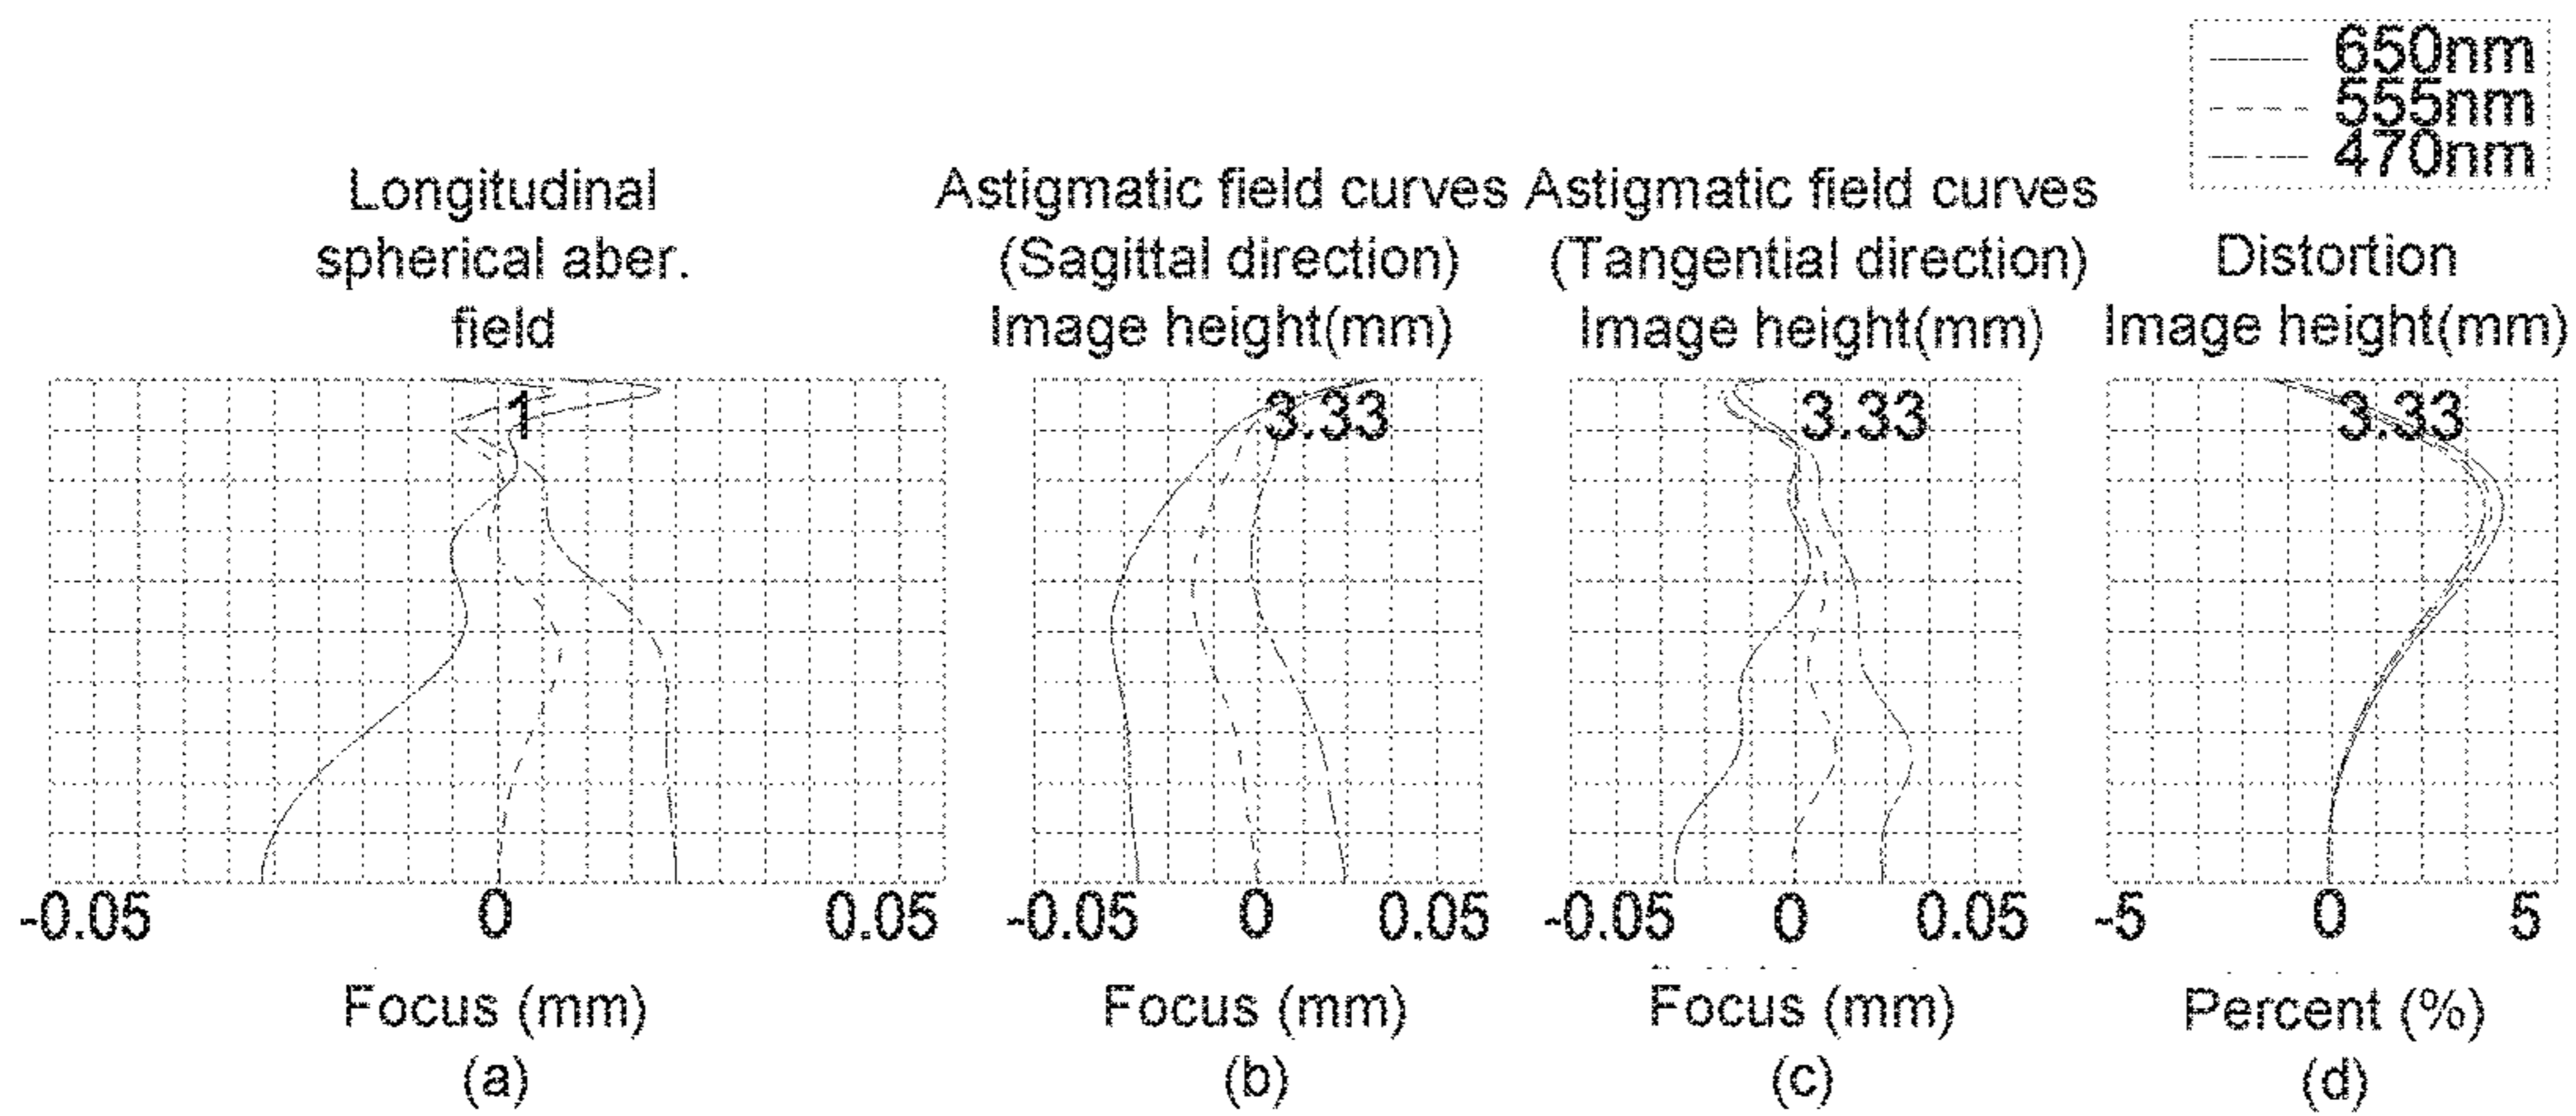 650nm
555nm
470nm
Longitudinal
spherical aber.
field
Astigmatic field curves
(Sagittal direction)
Image height(mm)
Astigmatic field curves
(Tangential direction)
Image height(mm)
Distortion
Image height(mm)
1
3.33
3.33
3.33
-0.05 0 0.05
-0.05 0 0.05
-0.05 0 0.05
-5 0 5
Focus (mm)
Focus (mm)
Focus (mm)
Percent (%)
(a)
(b)
(c)
(d)